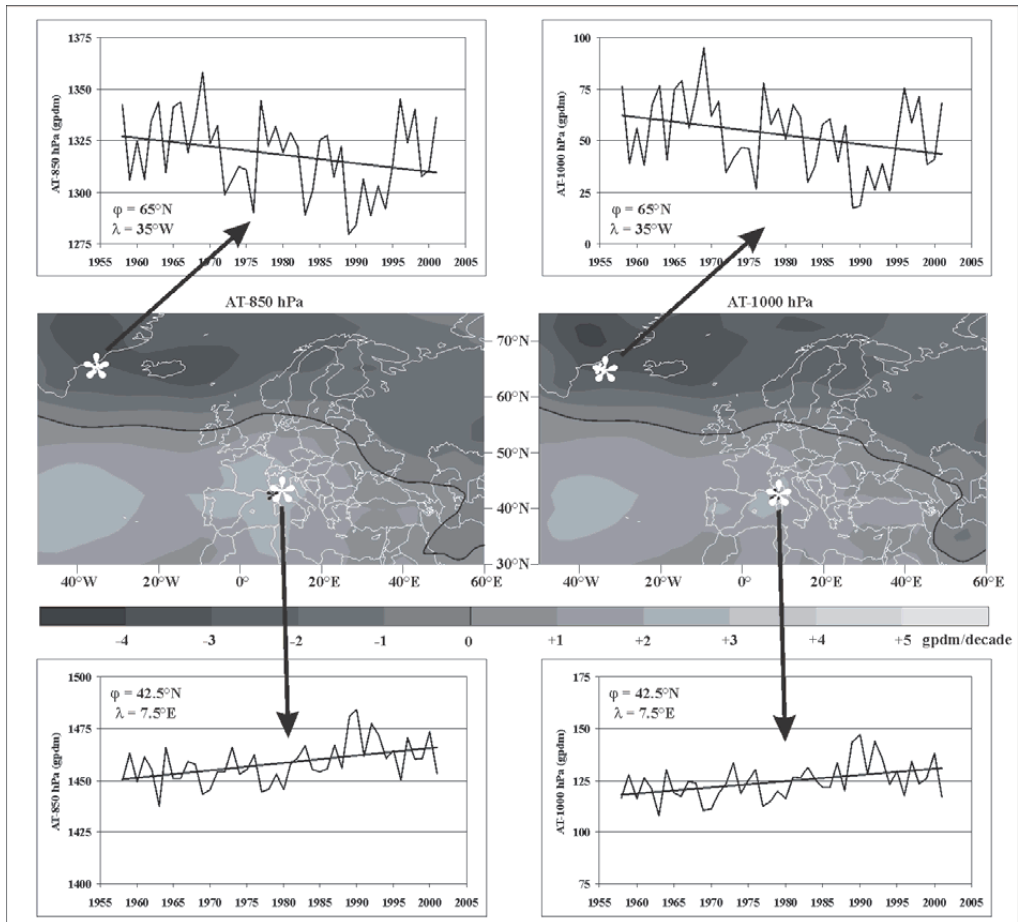 1375
1350
1325
1300
1275
AT-850 hPa (gpdm)
φ = 65°N
λ = 35°W
1955 1960 1965 1970 1975 1980 1985 1990 1995 2000 2005
100
75
50
25
0
AT-1000 hPa (gpdm)
φ = 65°N
λ = 35°W
1955 1960 1965 1970 1975 1980 1985 1990 1995 2000 2005
AT-850 hPa
AT-1000 hPa
70°N
60°N
50°N
40°N
30°N
40°W 20°W 0° 20°E 40°E 60°E
40°W 20°W 0° 20°E 40°E 60°E
-4 -3 -2 -1 0 +1 +2 +3 +4 +5 gpdm/decade
1500
1475
1450
1425
1400
AT-850 hPa (gpdm)
φ = 42.5°N
λ = 7.5°E
1955 1960 1965 1970 1975 1980 1985 1990 1995 2000 2005
175
150
125
100
75
AT-1000 hPa (gpdm)
φ = 42.5°N
λ = 7.5°E
1955 1960 1965 1970 1975 1980 1985 1990 1995 2000 2005